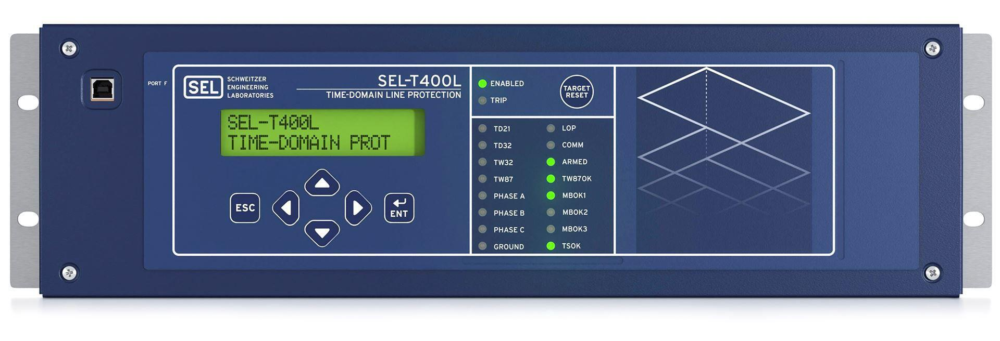 PORT F
SEL
SCHWEITZER
ENGINEERING
LABORATORIES
SEL-T400L
TIME-DOMAIN LINE PROTECTION
SEL-T400L
TIME-DOMAIN PROT
ESC
ENT
ENABLED
TRIP
TARGET
RESET
TD21
TD32
TW32
TW87
PHASE A
PHASE B
PHASE C
GROUND
LOP
COMM
ARMED
TW87OK
MBOK1
MBOK2
MBOK3
TSOK